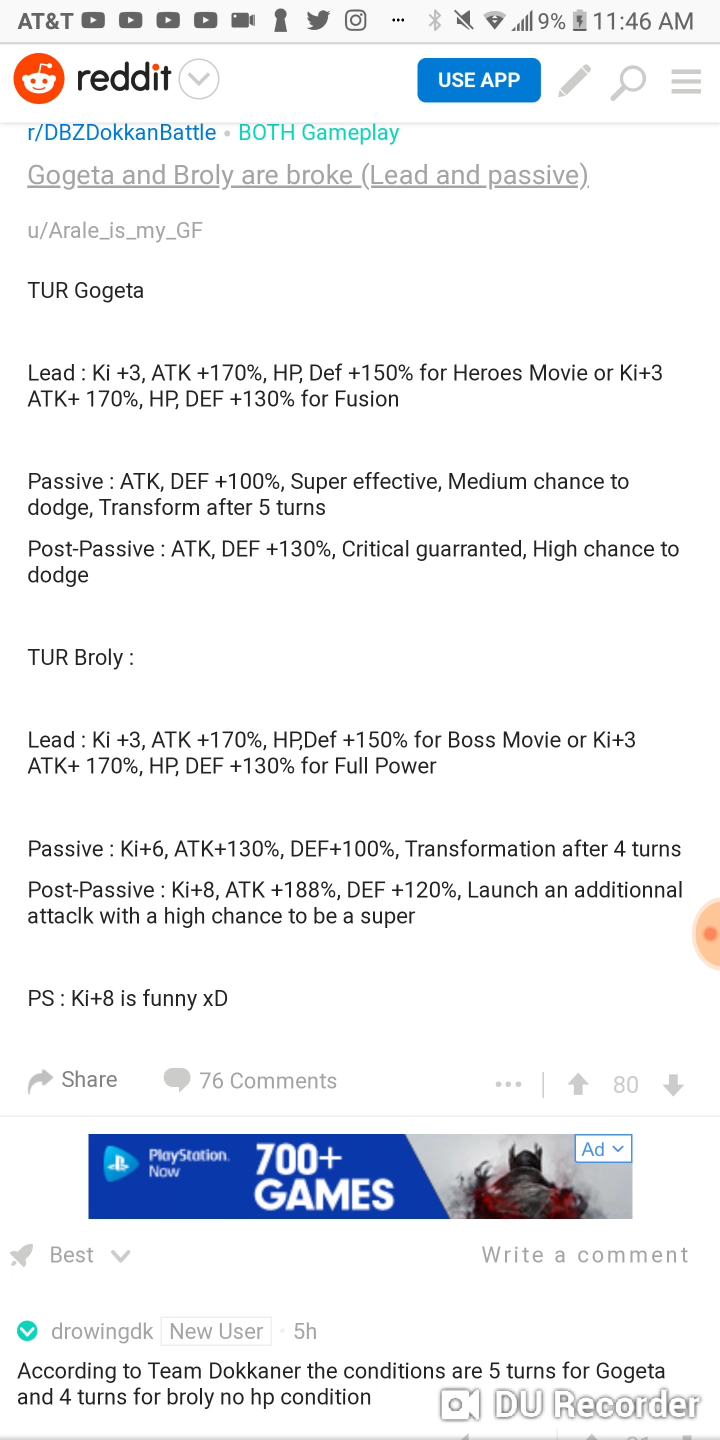 AT&T 9% 11:46 AM
reddit USE APP
r/DBZDokkanBattle • BOTH Gameplay
Gogeta and Broly are broke (Lead and passive)
u/Arale_is_my_GF
TUR Gogeta
Lead : Ki +3, ATK +170%, HP, Def +150% for Heroes Movie or Ki+3
ATK+ 170%, HP, DEF +130% for Fusion
Passive : ATK, DEF +100%, Super effective, Medium chance to
dodge, Transform after 5 turns
Post-Passive : ATK, DEF +130%, Critical guarranted, High chance to
dodge
TUR Broly :
Lead : Ki +3, ATK +170%, HP,Def +150% for Boss Movie or Ki+3
ATK+ 170%, HP, DEF +130% for Full Power
Passive : Ki+6, ATK+130%, DEF+100%, Transformation after 4 turns
Post-Passive : Ki+8, ATK +188%, DEF +120%, Launch an additionnal
attaclk with a high chance to be a super
PS : Ki+8 is funny xD
Share 76 Comments ••• 80
PlayStation. Now 700+ GAMES Ad
Best Write a comment
drowingdk New User • 5h
According to Team Dokkaner the conditions are 5 turns for Gogeta
and 4 turns for broly no hp condition
DU Recorder